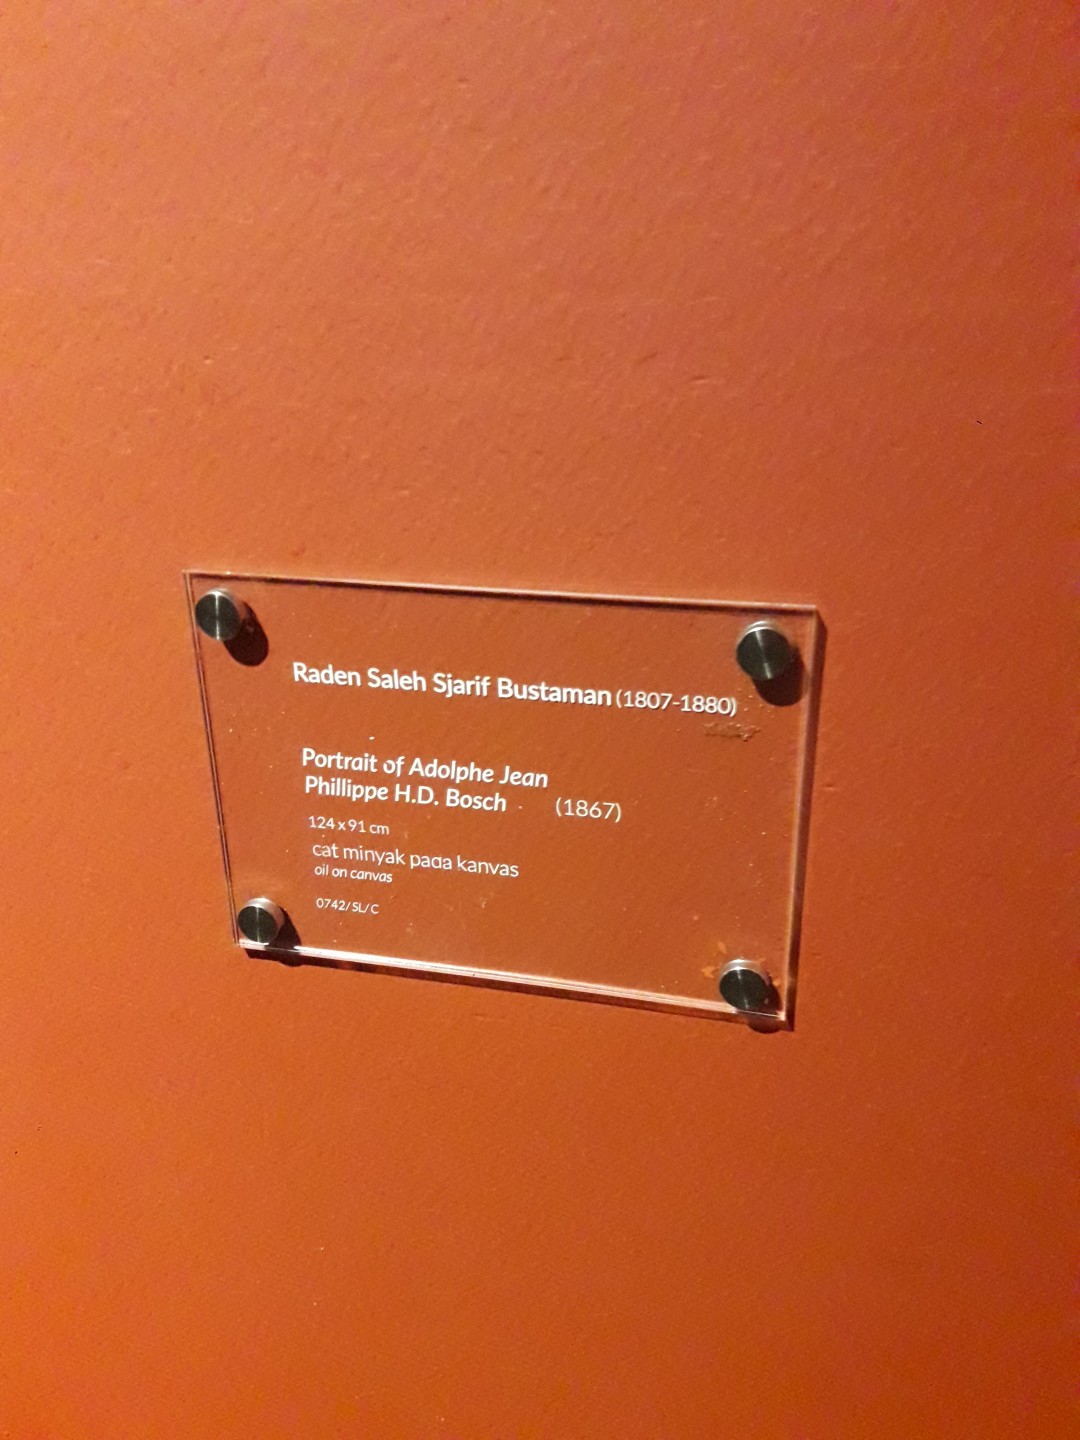 Raden Saleh Sjarif Bustaman (1807-1880)
Portrait of Adolphe Jean
Phillippe H.D. Bosch (1867)
124 x 91 cm
cat minyak pada kanvas
oil on canvas
0742/SL/C